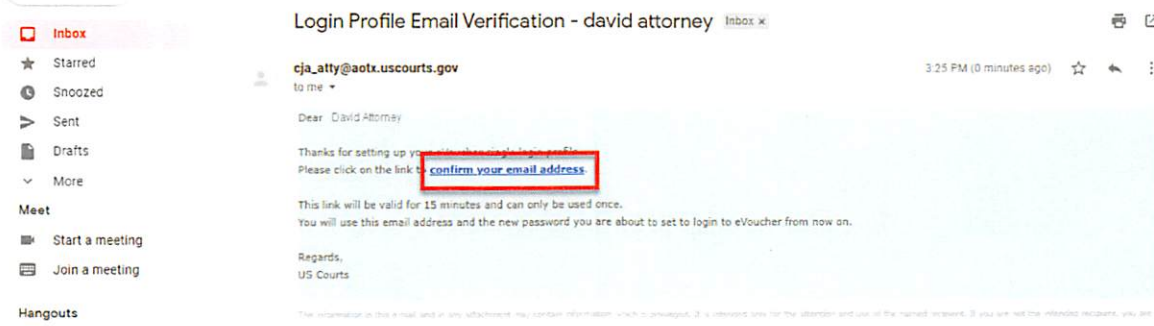 Login Profile Email Verification - david attorney Inbox x
Inbox
Starred
Snoozed
Sent
Drafts
More
Meet
Start a meeting
Join a meeting
Hangouts
cja_atty@aotx.uscourts.gov
3:25 PM (0 minutes ago)
to me
Dear David Attorney
Thanks for setting up your eVoucher single login profile.
Please click on the link to confirm your email address.
This link will be valid for 15 minutes and can only be used once.
You will use this email address and the new password you are about to set to login to eVoucher from now on.
Regards,
US Courts